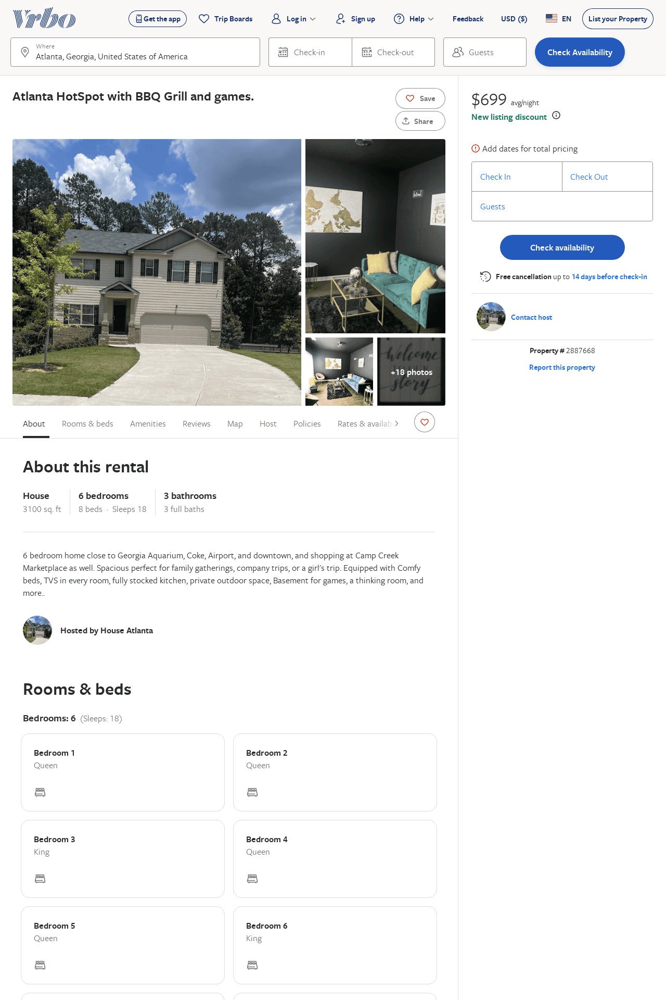 Vrbo
Get the app
Trip Boards
Log in
Sign up
Help
Feedback
USD ($)
EN
List your Property
Where
Atlanta, Georgia, United States of America
Check-in
Check-out
Guests
Check Availability
Atlanta HotSpot with BBQ Grill and games.
Save
Share
$699 avg/night
New listing discount
Add dates for total pricing
Check In
Check Out
Guests
Check availability
Free cancellation up to 14 days before check-in
Contact host
Property # 2887668
Report this property
Welcome
to our
story
+18 photos
About
Rooms & beds
Amenities
Reviews
Map
Host
Policies
Rates & availab
About this rental
House
3100 sq. ft
6 bedrooms
8 beds · Sleeps 18
3 bathrooms
3 full baths
6 bedroom home close to Georgia Aquarium, Coke, Airport, and downtown, and shopping at Camp Creek
Marketplace as well. Spacious perfect for family gatherings, company trips, or a girl's trip. Equipped with Comfy
beds, TVS in every room, fully stocked kitchen, private outdoor space, Basement for games, a thinking room, and
more..
Hosted by House Atlanta
Rooms & beds
Bedrooms: 6 (Sleeps: 18)
Bedroom 1
Queen
Bedroom 2
Queen
Bedroom 3
King
Bedroom 4
Queen
Bedroom 5
Queen
Bedroom 6
King